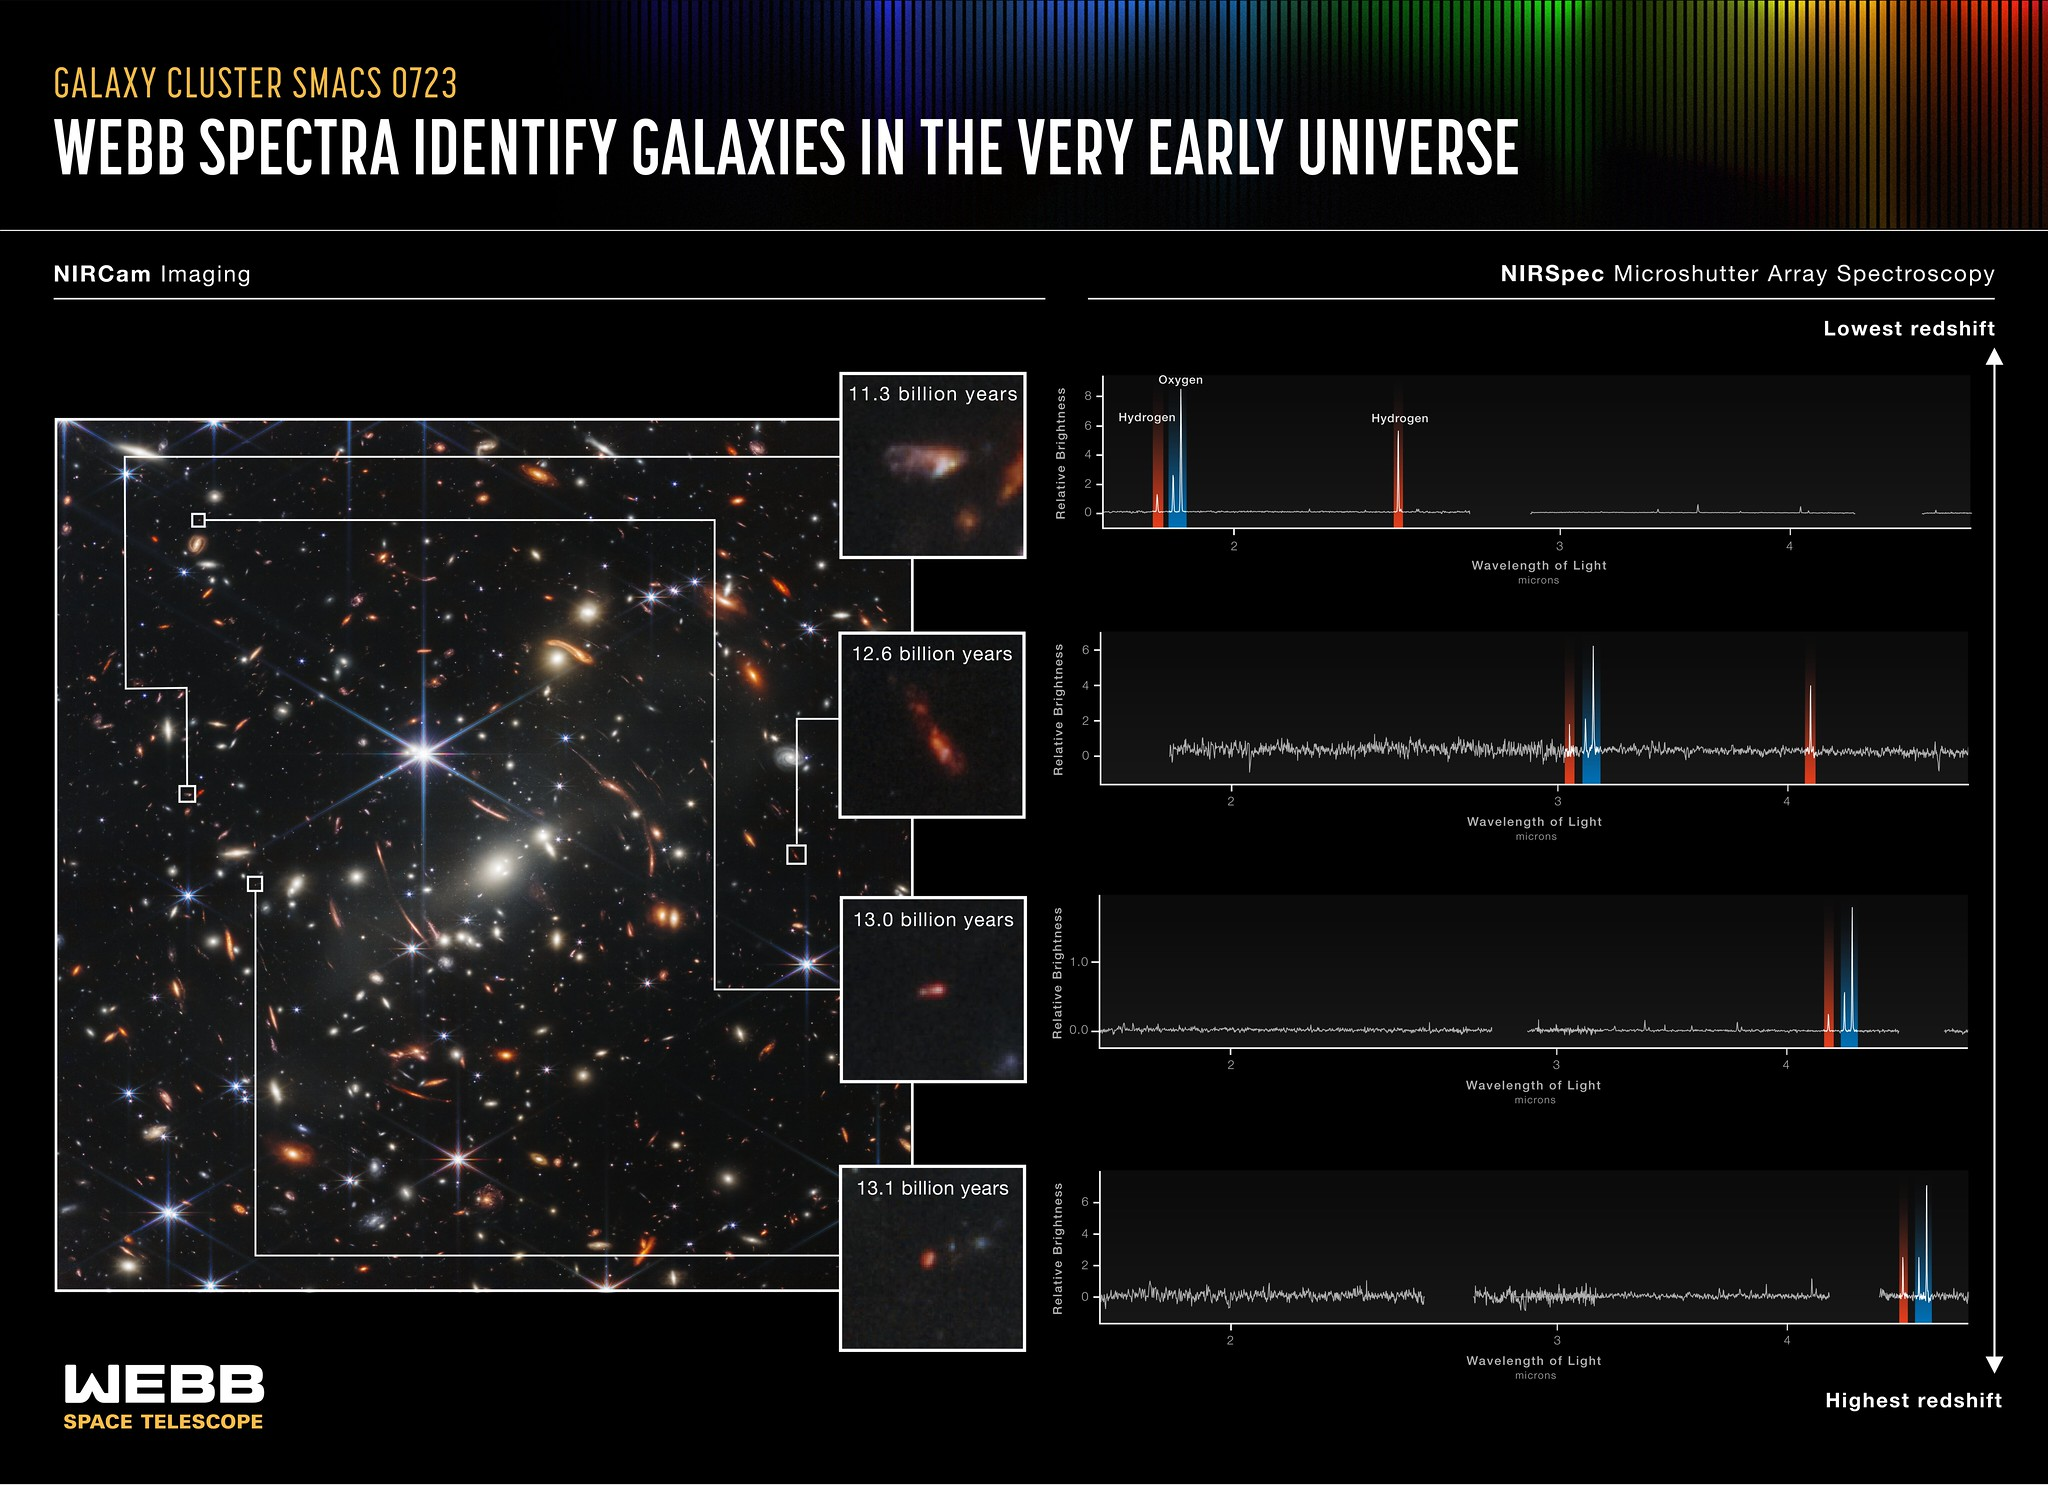 GALAXY CLUSTER SMACS 0723
WEBB SPECTRA IDENTIFY GALAXIES IN THE VERY EARLY UNIVERSE
NIRCam Imaging
NIRSpec Microshutter Array Spectroscopy
Lowest redshift
11.3 billion years
Relative Brightness
8
6
4
2
0
Oxygen
Hydrogen
Hydrogen
2
3
4
Wavelength of Light
microns
12.6 billion years
Relative Brightness
6
4
2
0
2
3
4
Wavelength of Light
microns
13.0 billion years
Relative Brightness
1.0
0.0
2
3
4
Wavelength of Light
microns
13.1 billion years
Relative Brightness
6
4
2
0
2
3
4
Wavelength of Light
microns
Highest redshift
WEBB
SPACE TELESCOPE